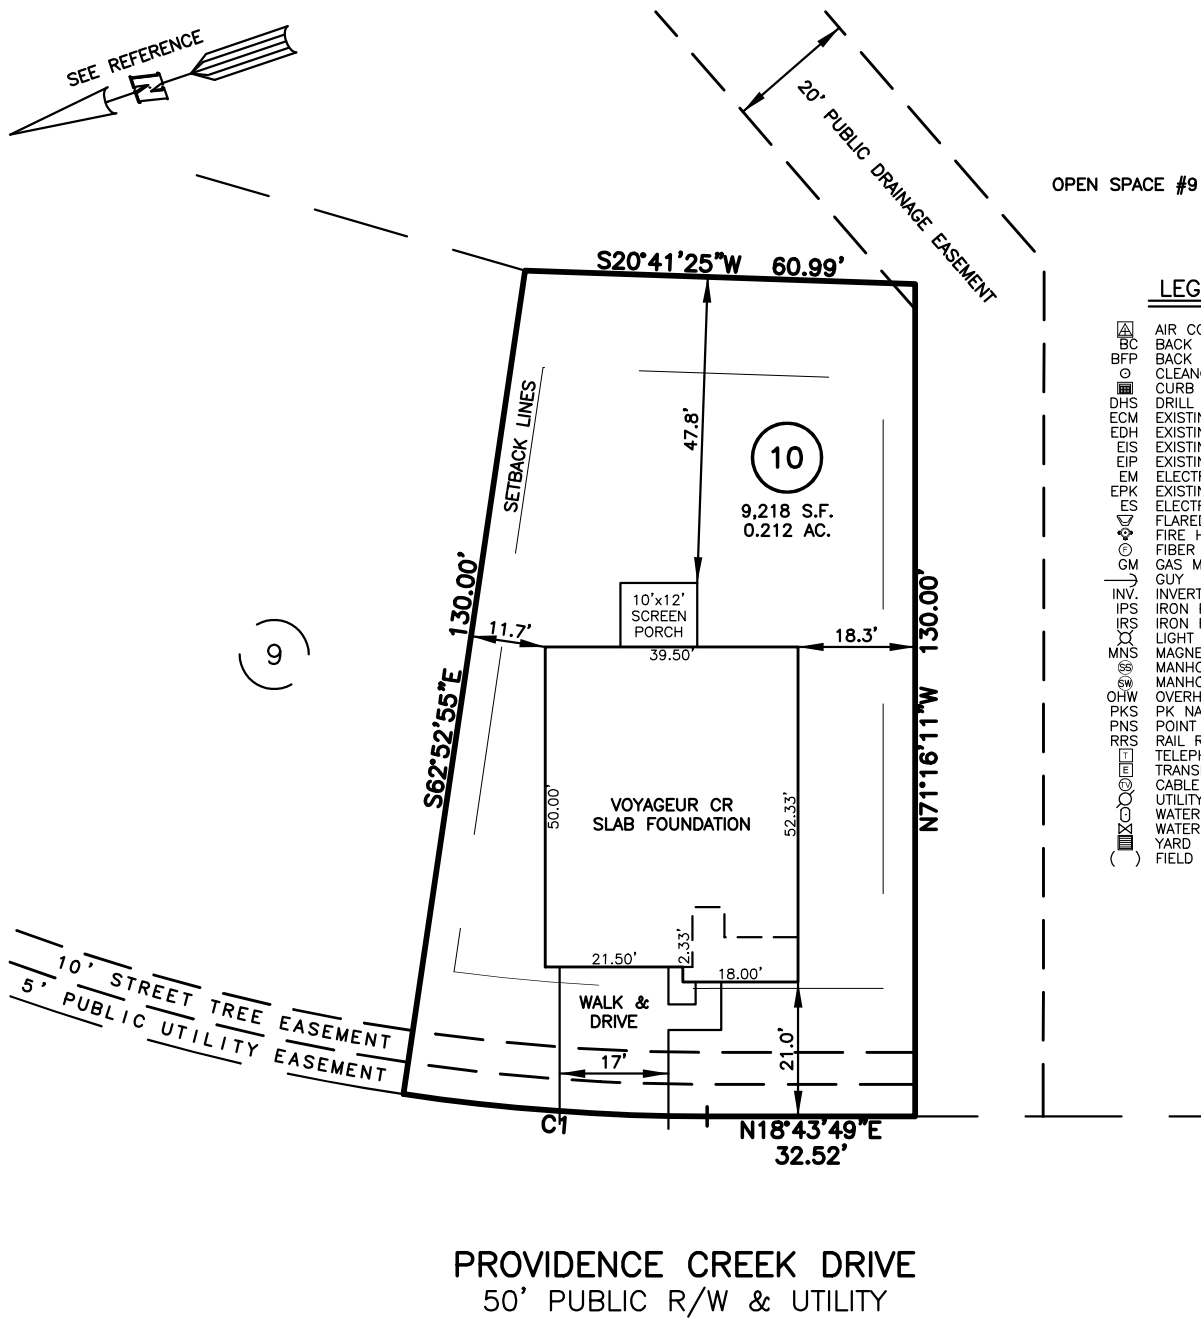 SEE REFERENCE
N
20' PUBLIC DRAINAGE EASEMENT
OPEN SPACE #9
S20°41'25"W 60.99'
SETBACK LINES
47.8'
10
9,218 S.F.
0.212 AC.
S62°52'55"E 130.00'
N71°16'11"W 130.00'
9
11.7'
10'x12'
SCREEN
PORCH
39.50'
18.3'
50.00'
VOYAGEUR CR
SLAB FOUNDATION
52.33'
21.50'
2.33'
18.00'
WALK &
DRIVE
17'
21.0'
10' STREET TREE EASEMENT
5' PUBLIC UTILITY EASEMENT
C1
N18°43'49"E
32.52'
PROVIDENCE CREEK DRIVE
50' PUBLIC R/W & UTILITY
LEG
A AIR CO
BC BACK
BFP BACK
CLEAN
CURB
DHS DRILL
ECM EXISTIN
EDH EXISTIN
EIS EXISTIN
EIP EXISTIN
EM ELECTR
EPK EXISTIN
ES ELECTR
FLARED
FIRE H
F FIBER
GM GAS M
GUY
INV. INVERT
IPS IRON
IRS IRON
LIGHT
MNS MAGNE
SS MANHO
SW MANHO
OHW OVERH
PKS PK NA
PNS POINT
RRS RAIL R
T TELEPH
E TRANS
TV CABLE
UTILITY
WATER
WATER
YARD
( ) FIELD